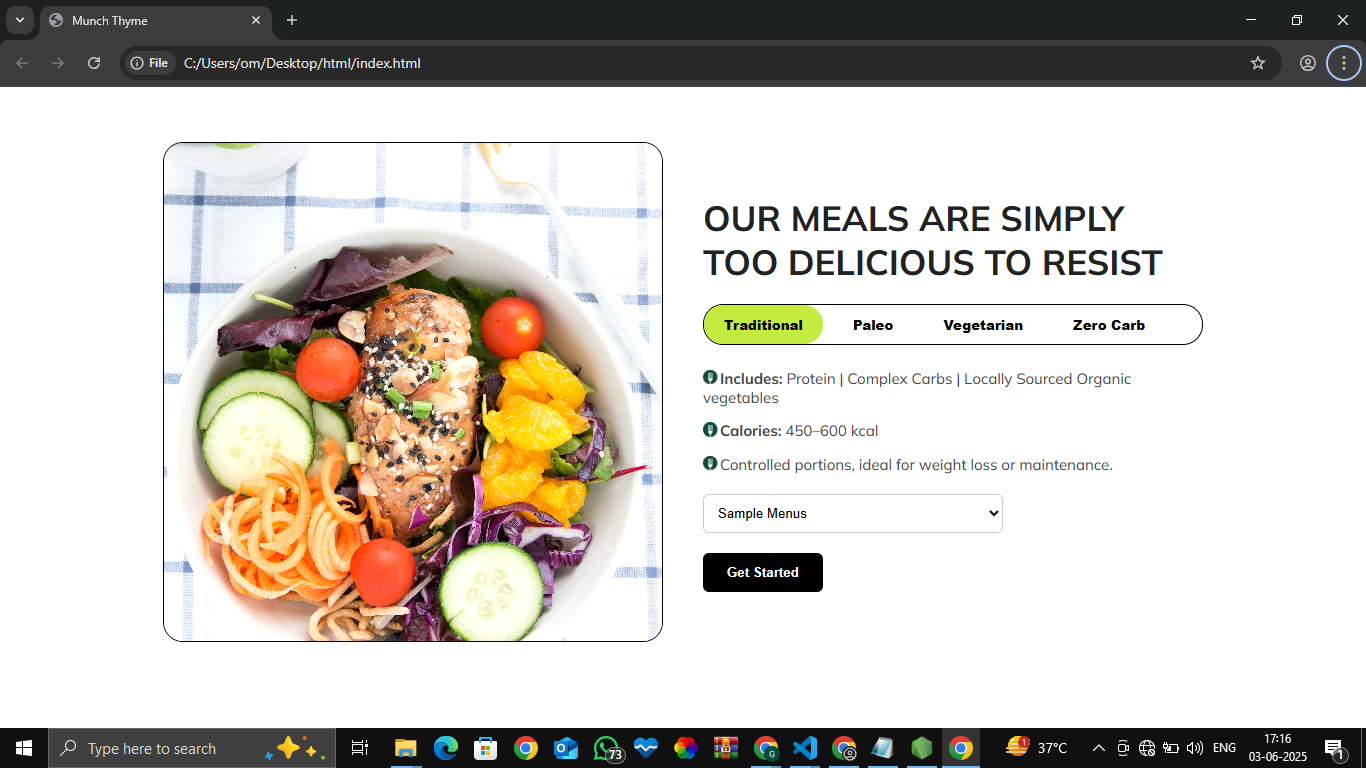 Munch Thyme
File
C:/Users/om/Desktop/html/index.html
OUR MEALS ARE SIMPLY
TOO DELICIOUS TO RESIST
Traditional Paleo Vegetarian Zero Carb
Includes: Protein | Complex Carbs | Locally Sourced Organic
vegetables
Calories: 450–600 kcal
Controlled portions, ideal for weight loss or maintenance.
Sample Menus
Get Started
Type here to search
73
G
1
37°C
ENG
17:16
03-06-2025
1